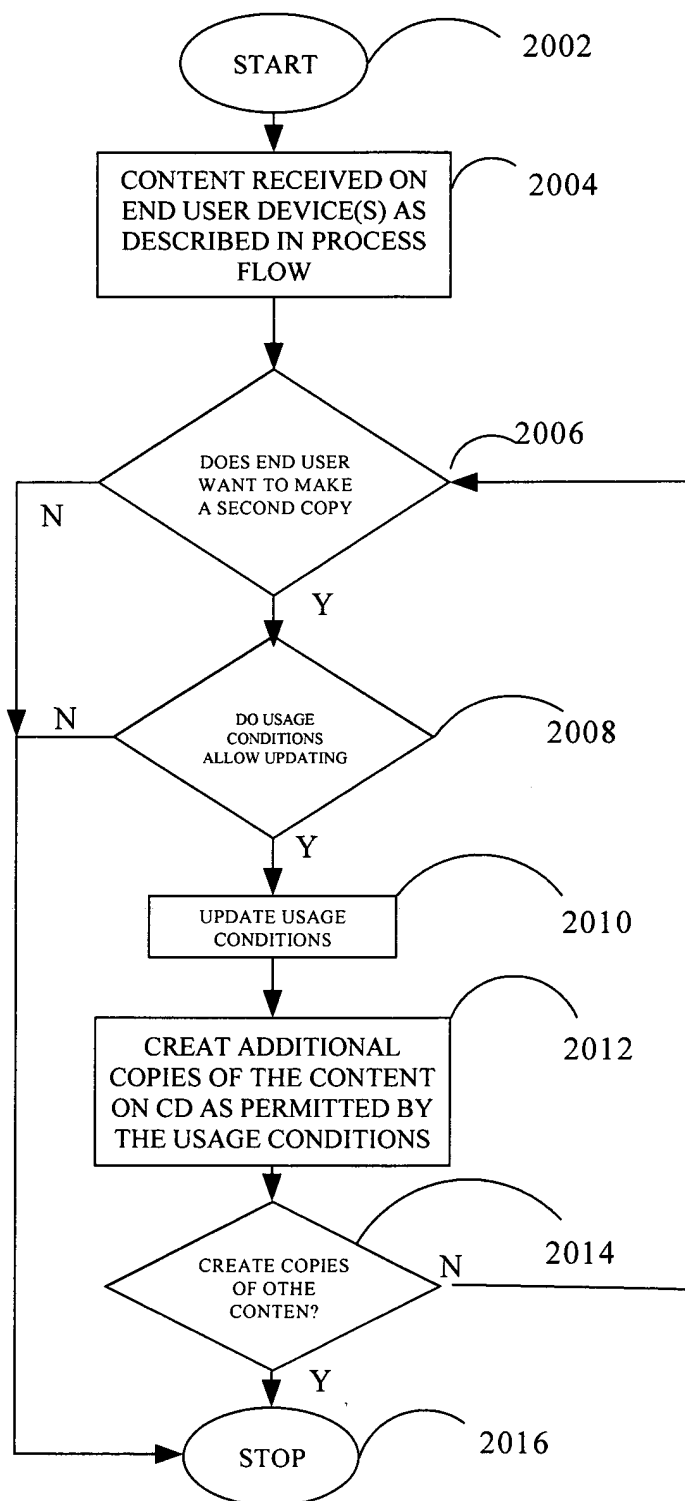 START
2002
CONTENT RECEIVED ON
END USER DEVICE(S) AS
DESCRIBED IN PROCESS
FLOW
2004
DOES END USER
WANT TO MAKE
A SECOND COPY
2006
N
Y
DO USAGE
CONDITIONS
ALLOW UPDATING
2008
N
Y
UPDATE USAGE
CONDITIONS
2010
CREAT ADDITIONAL
COPIES OF THE CONTENT
ON CD AS PERMITTED BY
THE USAGE CONDITIONS
2012
CREATE COPIES
OF OTHE
CONTEN?
2014
N
Y
STOP
2016